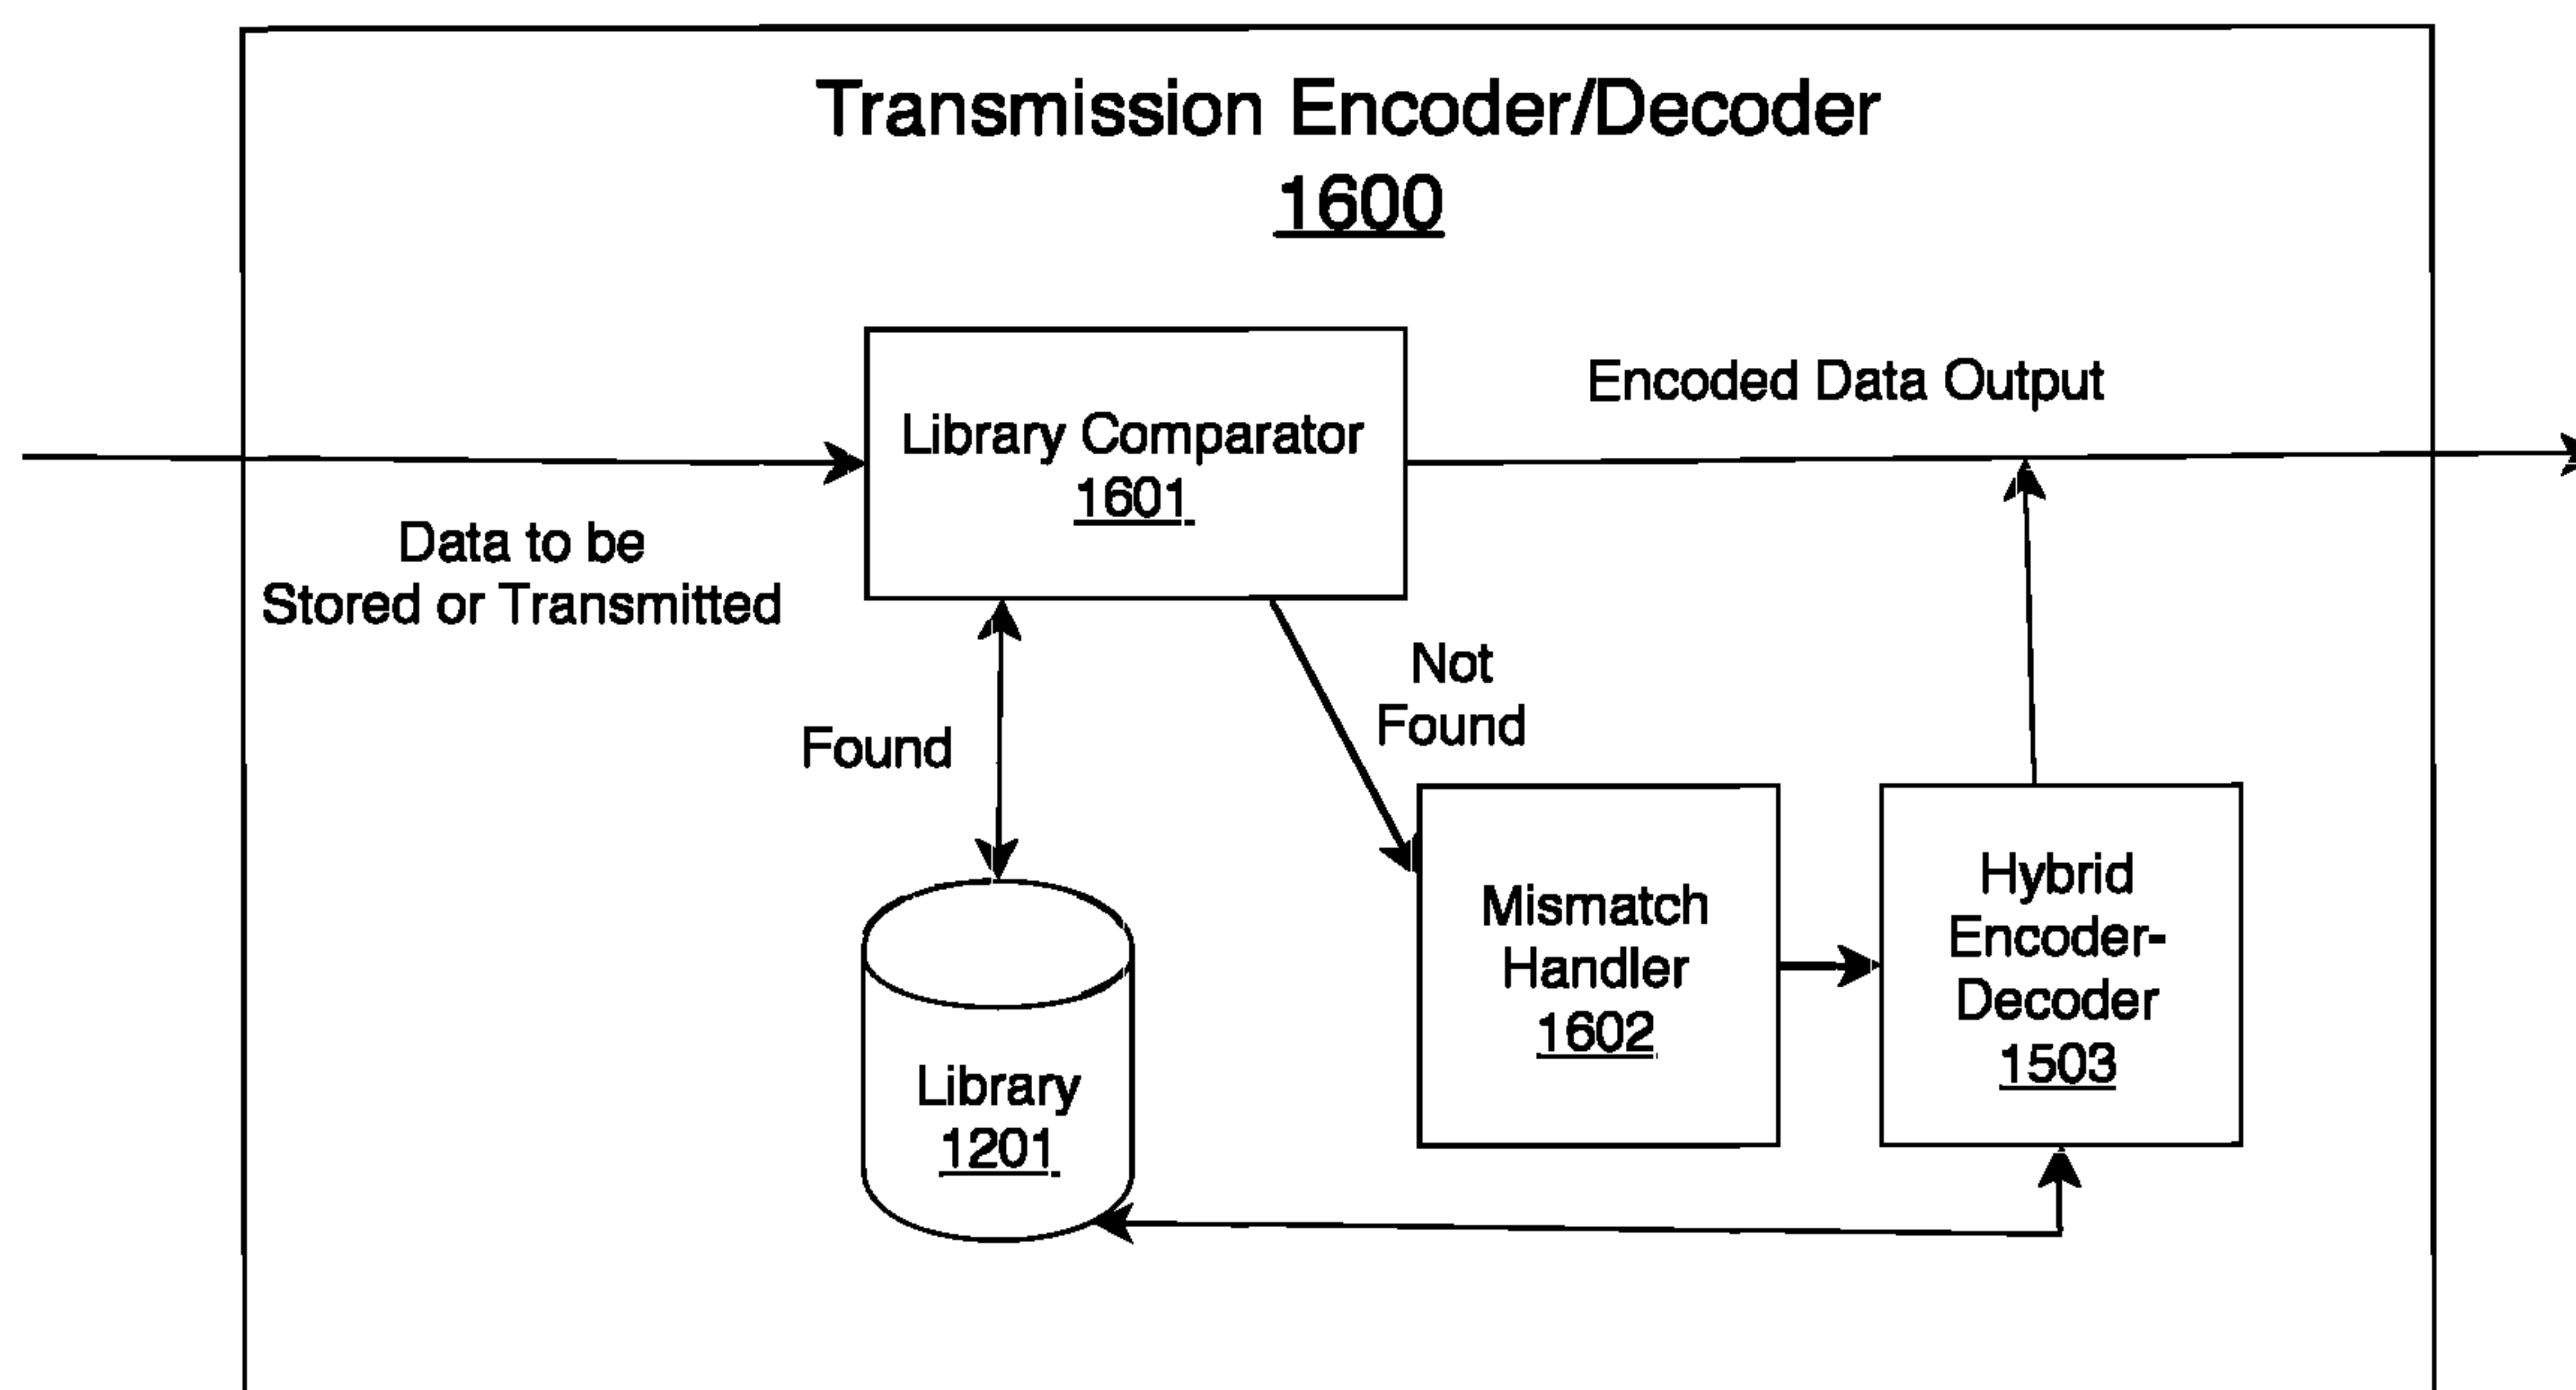 Transmission Encoder/Decoder
1600
Library Comparator
1601
Encoded Data Output
Data to be
Stored or Transmitted
Found
Not
Found
Mismatch
Handler
1602
Hybrid
Encoder-
Decoder
1503
Library
1201